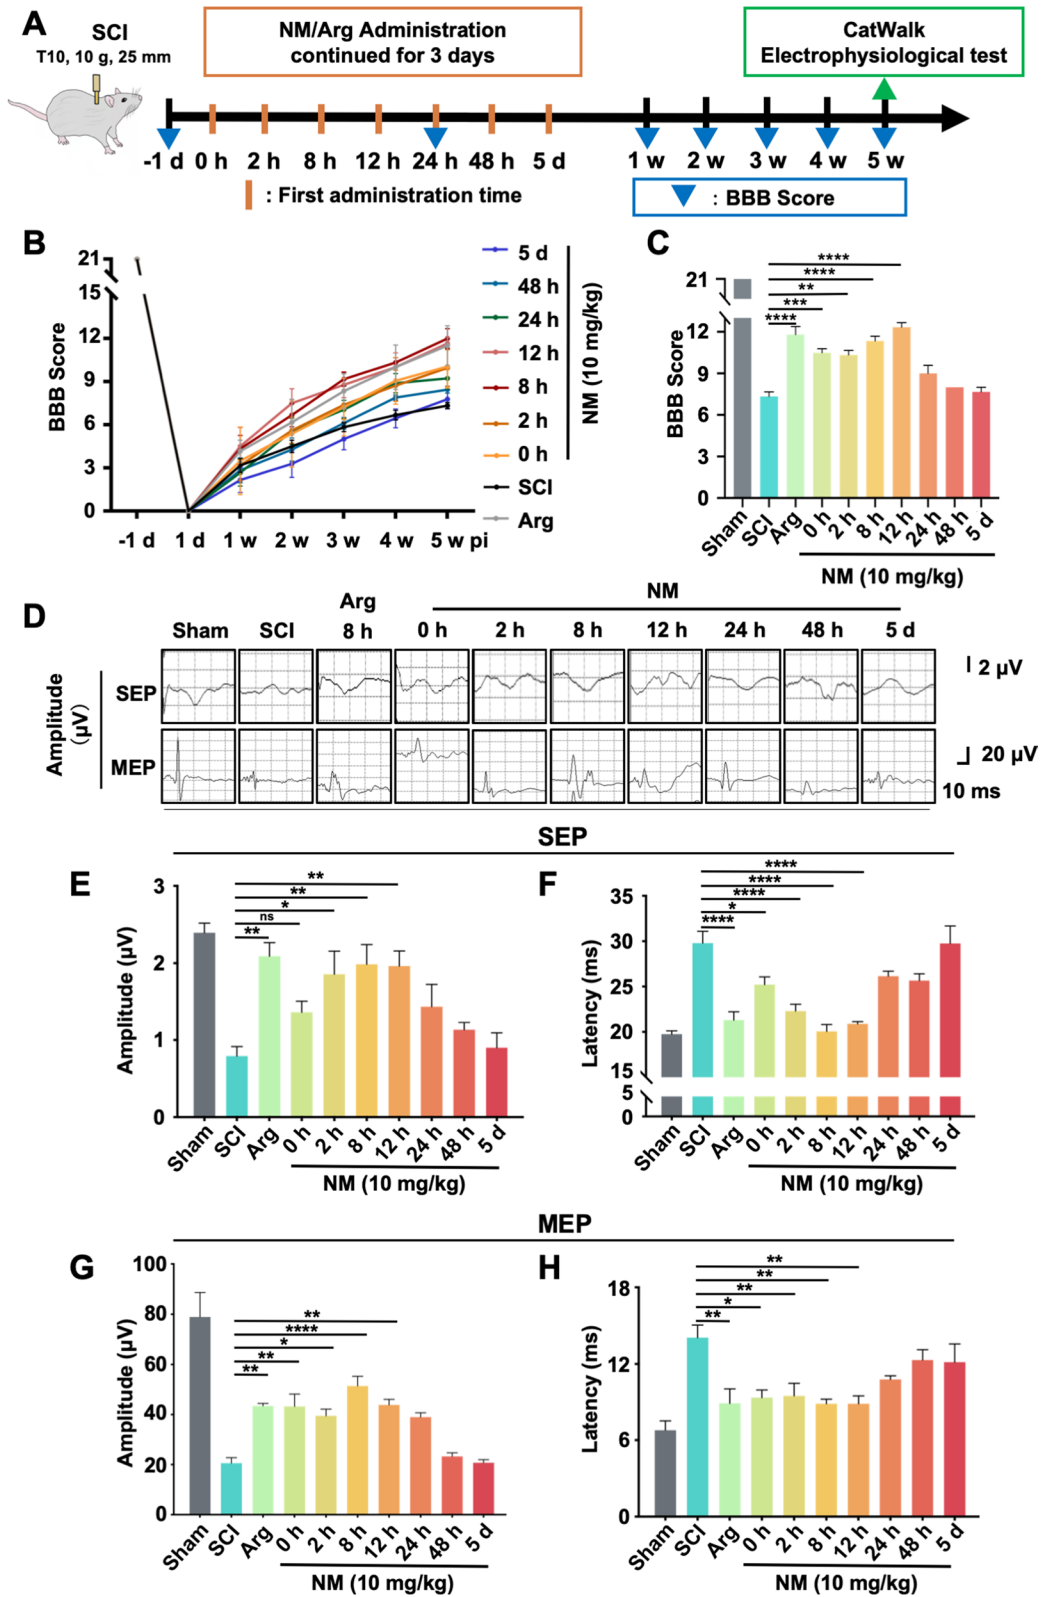 A
SCI
T10, 10 g, 25 mm
NM/Arg Administration
continued for 3 days
CatWalk
Electrophysiological test
-1 d 0 h 2 h 8 h 12 h 24 h 48 h 5 d 1 w 2 w 3 w 4 w 5 w
: First administration time
: BBB Score
B
BBB Score
21
15
12
9
6
3
0
-1 d 1 d 1 w 2 w 3 w 4 w 5 w pi
5 d
48 h
24 h
12 h
8 h
2 h
0 h
SCI
Arg
NM (10 mg/kg)
C
BBB Score
21
12
9
6
3
0
****
****
**
***
****
Sham SCI Arg 0 h 2 h 8 h 12 h 24 h 48 h 5 d
NM (10 mg/kg)
D
Arg
NM
Sham SCI 8 h 0 h 2 h 8 h 12 h 24 h 48 h 5 d
Amplitude
(μV)
SEP
MEP
2 μV
20 μV
10 ms
SEP
E
Amplitude (μV)
3
2
1
0
**
**
*
ns
**
Sham SCI Arg 0 h 2 h 8 h 12 h 24 h 48 h 5 d
NM (10 mg/kg)
F
Latency (ms)
35
30
25
20
15
5
0
****
****
****
*
****
Sham SCI Arg 0 h 2 h 8 h 12 h 24 h 48 h 5 d
NM (10 mg/kg)
MEP
G
Amplitude (μV)
100
80
60
40
20
0
**
****
*
**
**
Sham SCI Arg 0 h 2 h 8 h 12 h 24 h 48 h 5 d
NM (10 mg/kg)
H
Latency (ms)
18
12
6
0
**
**
**
*
**
Sham SCI Arg 0 h 2 h 8 h 12 h 24 h 48 h 5 d
NM (10 mg/kg)